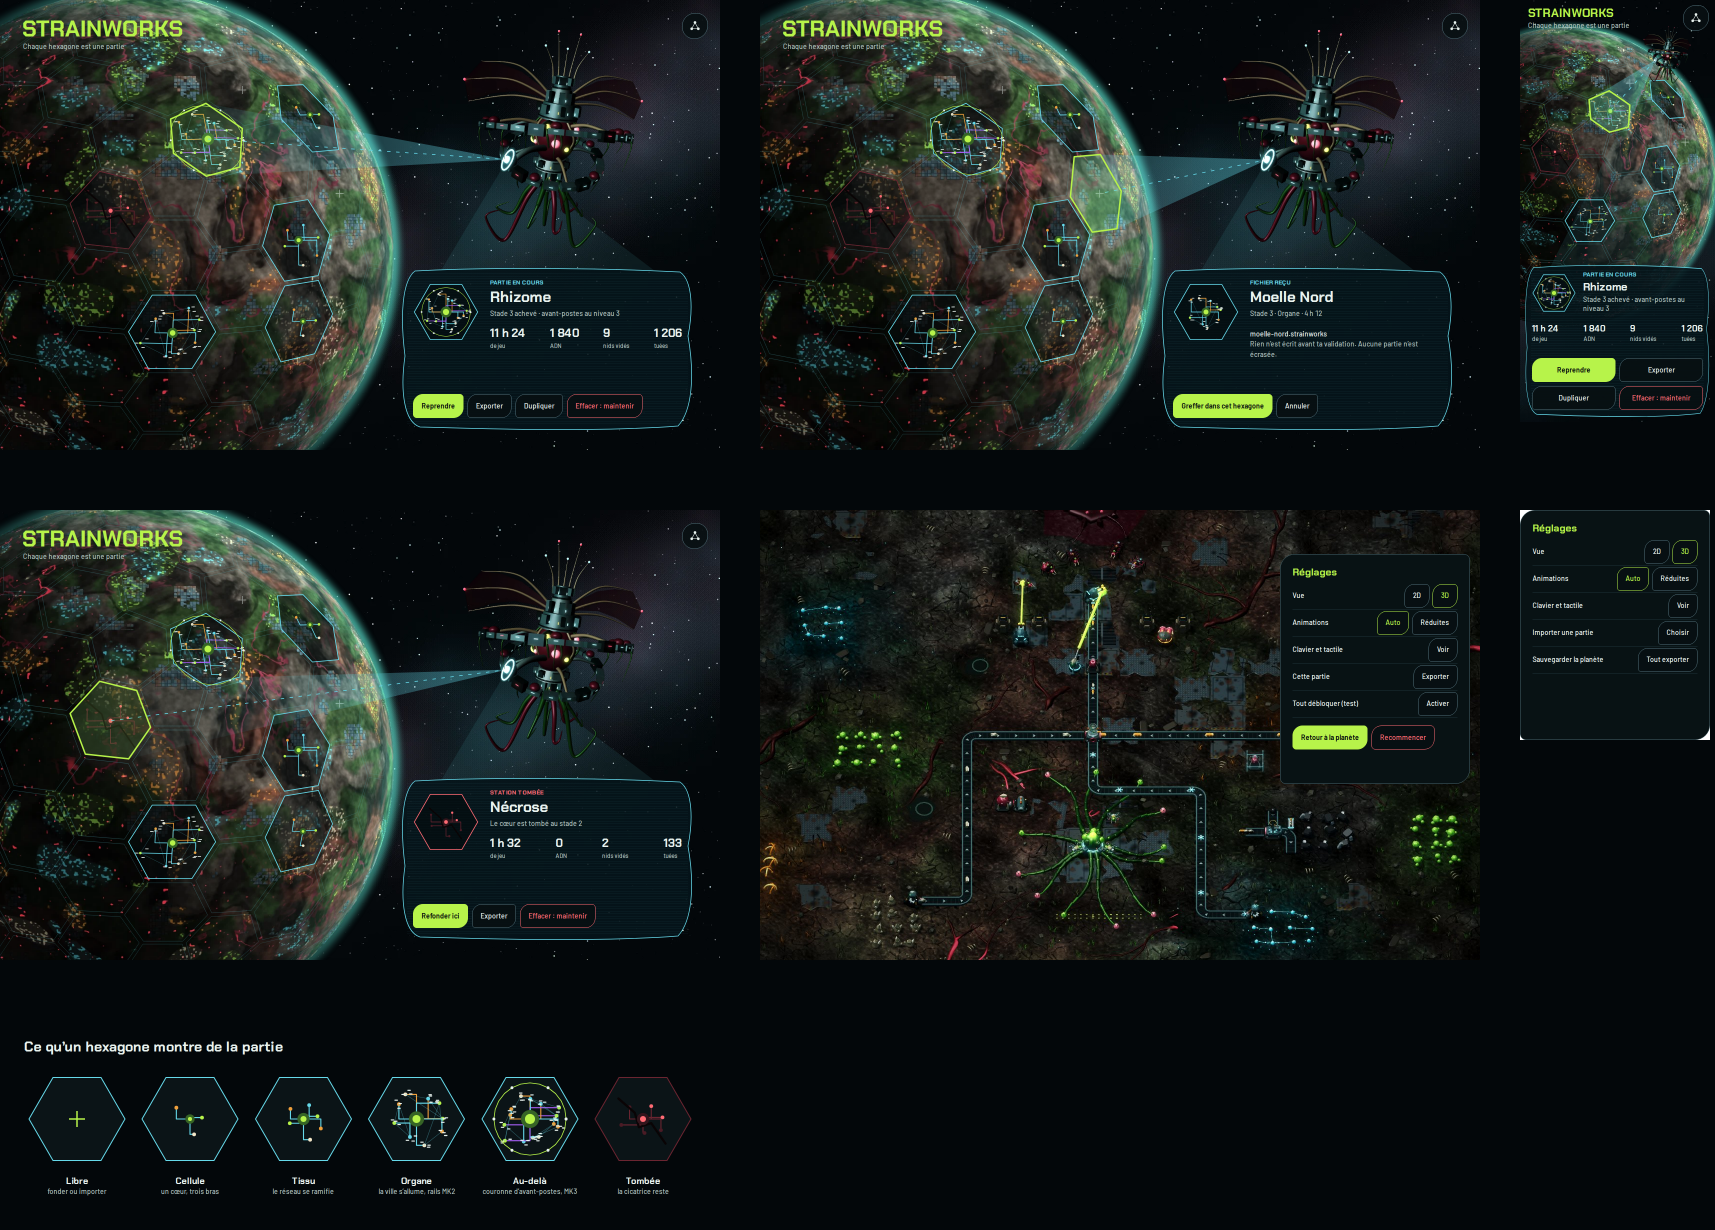 STRAINWORKS
Chaque hexagone est une partie
PARTIE EN COURS
Rhizome
Stade 3 achevé · avant-postes au niveau 3
11 h 24 1 840 9 1 206
de jeu ADN nids vidés tuées
Reprendre Exporter Dupliquer Effacer : maintenir
STRAINWORKS
Chaque hexagone est une partie
FICHIER REÇU
Moelle Nord
Stade 3 · Organe · 4 h 12
moelle-nord.strainworks
Rien n'est écrit avant ta validation. Aucune partie n'est
écrasée.
Greffer dans cet hexagone Annuler
STRAINWORKS
Chaque hexagone est une partie
PARTIE EN COURS
Rhizome
Stade 3 achevé · avant-postes au
niveau 3
11 h 24 1 840 9 1 206
de jeu ADN nids vidés tuées
Reprendre Exporter
Dupliquer Effacer : maintenir
STRAINWORKS
Chaque hexagone est une partie
STATION TOMBÉE
Nécrose
Le cœur est tombé au stade 2
1 h 32 0 2 133
de jeu ADN nids vidés tuées
Refonder ici Exporter Effacer : maintenir
Réglages
Vue 2D 3D
Animations Auto Réduites
Clavier et tactile Voir
Cette partie Exporter
Tout débloquer (test) Activer
Retour à la planète Recommencer
Réglages
Vue 2D 3D
Animations Auto Réduites
Clavier et tactile Voir
Importer une partie Choisir
Sauvegarder la planète Tout exporter
Ce qu'un hexagone montre de la partie
Libre Cellule Tissu Organe Au-delà Tombée
fonder ou importer un cœur, trois bras le réseau se ramifie la ville s'allume, rails MK2 couronne d'avant-postes, MK3 la cicatrice reste